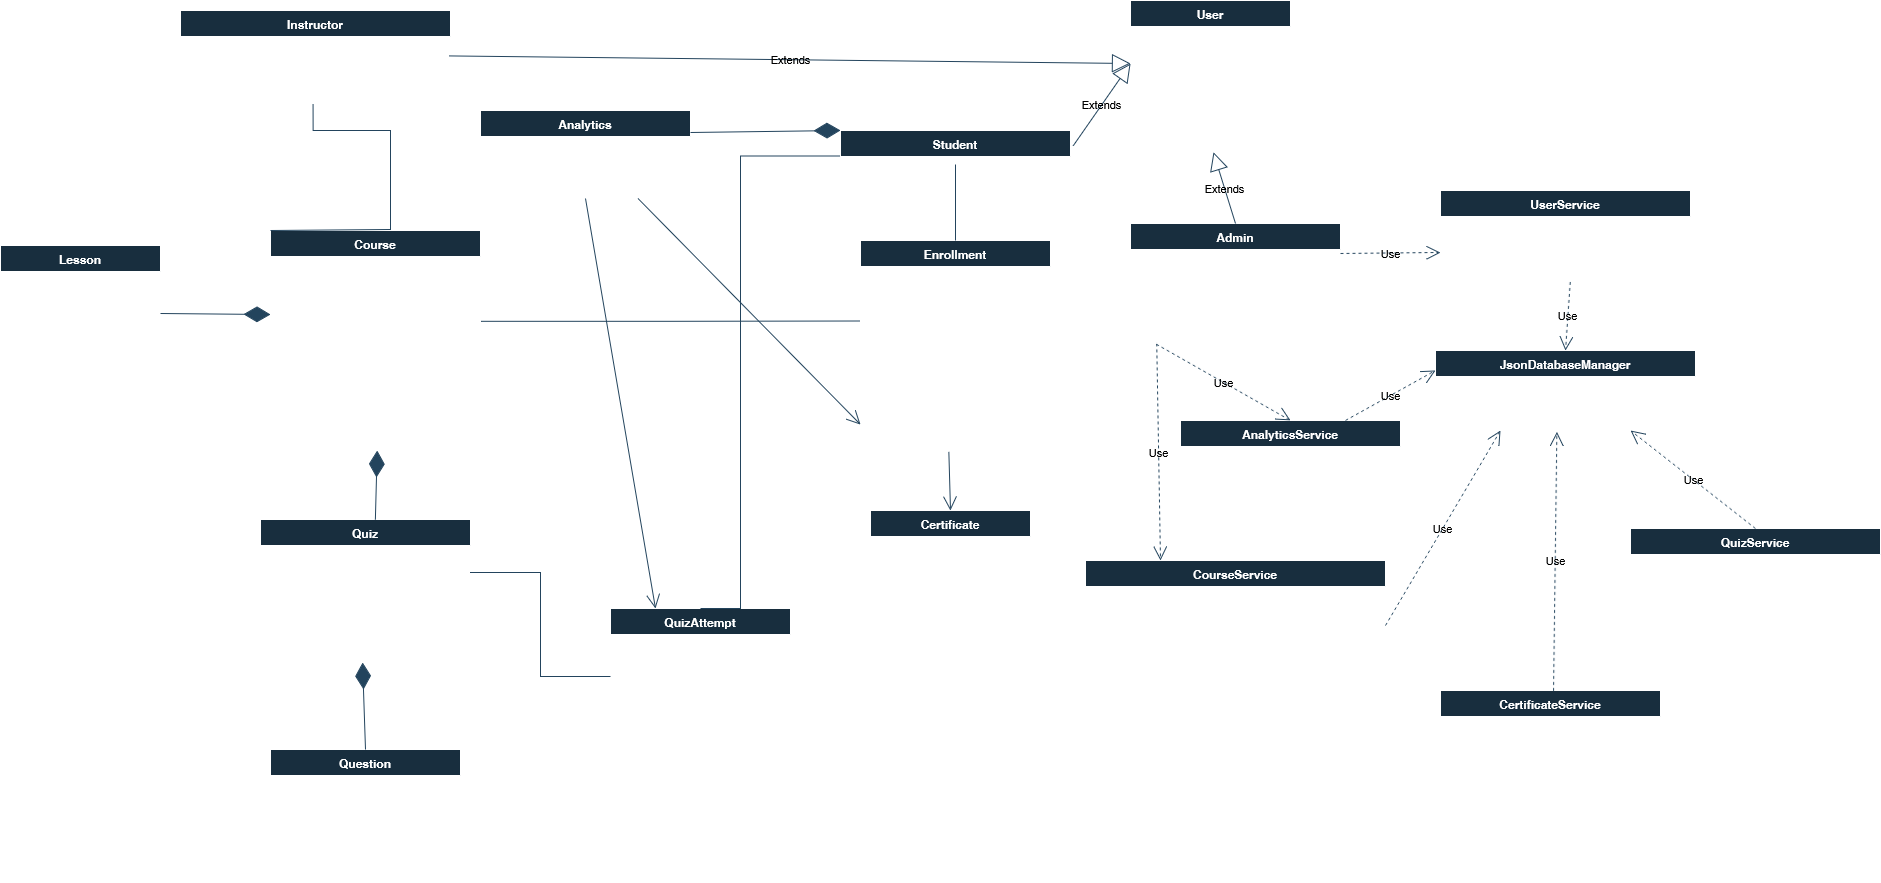 User
Instructor
Extends
Extends
Analytics
Student
Extends
UserService
Admin
Course
Lesson
Enrollment
Use
Use
JsonDatabaseManager
Use
Use
AnalyticsService
Use
Use
Certificate
Quiz
Use
QuizService
Use
CourseService
QuizAttempt
CertificateService
Question